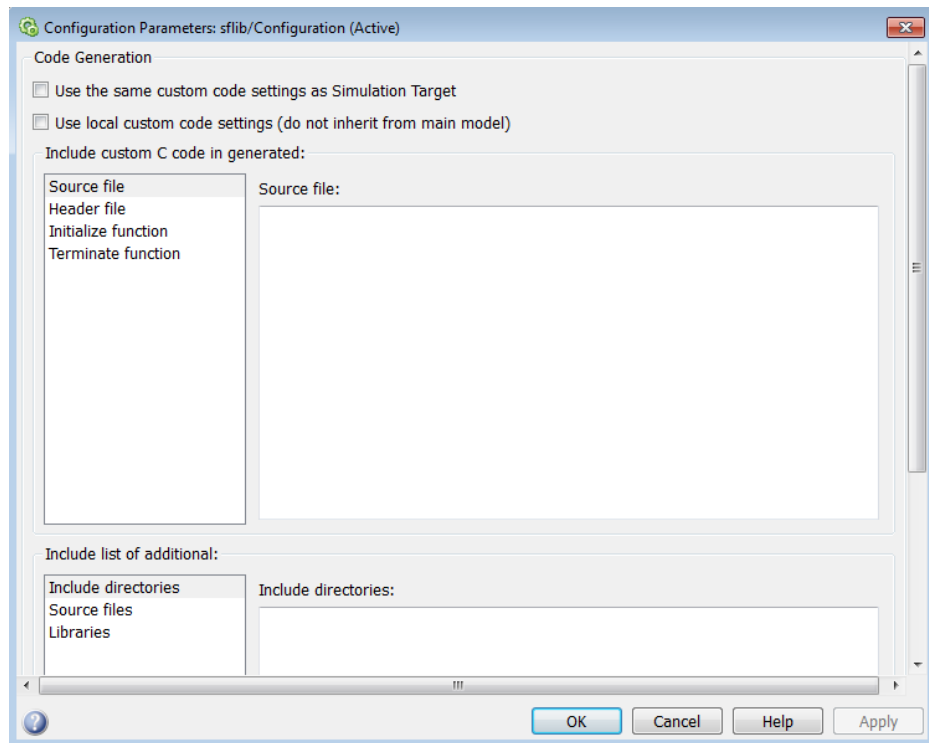 Configuration Parameters: sflib/Configuration (Active)
Code Generation
Use the same custom code settings as Simulation Target
Use local custom code settings (do not inherit from main model)
Include custom C code in generated:
Source file
Header file
Initialize function
Terminate function
Source file:
Include list of additional:
Include directories
Source files
Libraries
Include directories:
OK
Cancel
Help
Apply